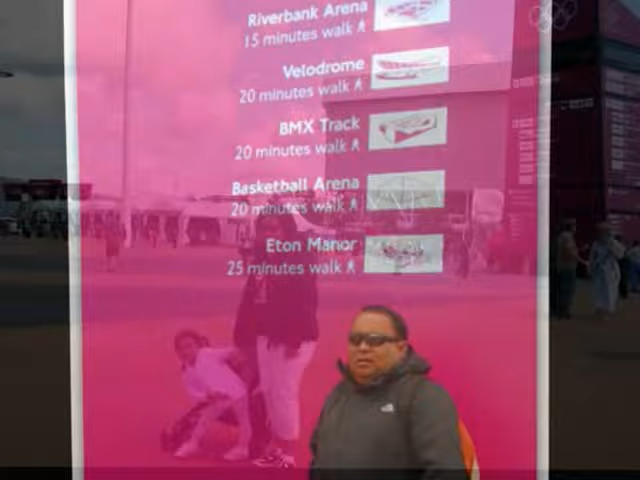 Riverbank Arena
15 minutes walk
Velodrome
20 minutes walk
BMX Track
20 minutes walk
Basketball Arena
20 minutes walk
Eton Manor
25 minutes walk